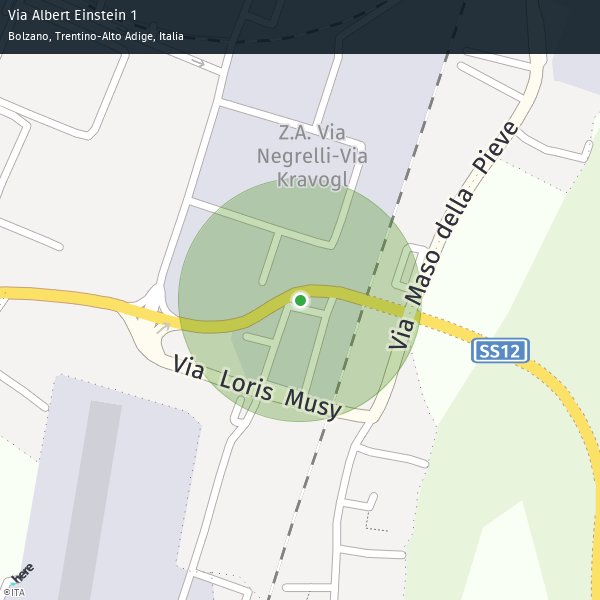 Via Albert Einstein 1
Bolzano, Trentino-Alto Adige, Italia
Z.A. Via
Negrelli-Via
Kravogl
Via Maso della Pieve
SS12
Via Loris Musy
here
©ITA